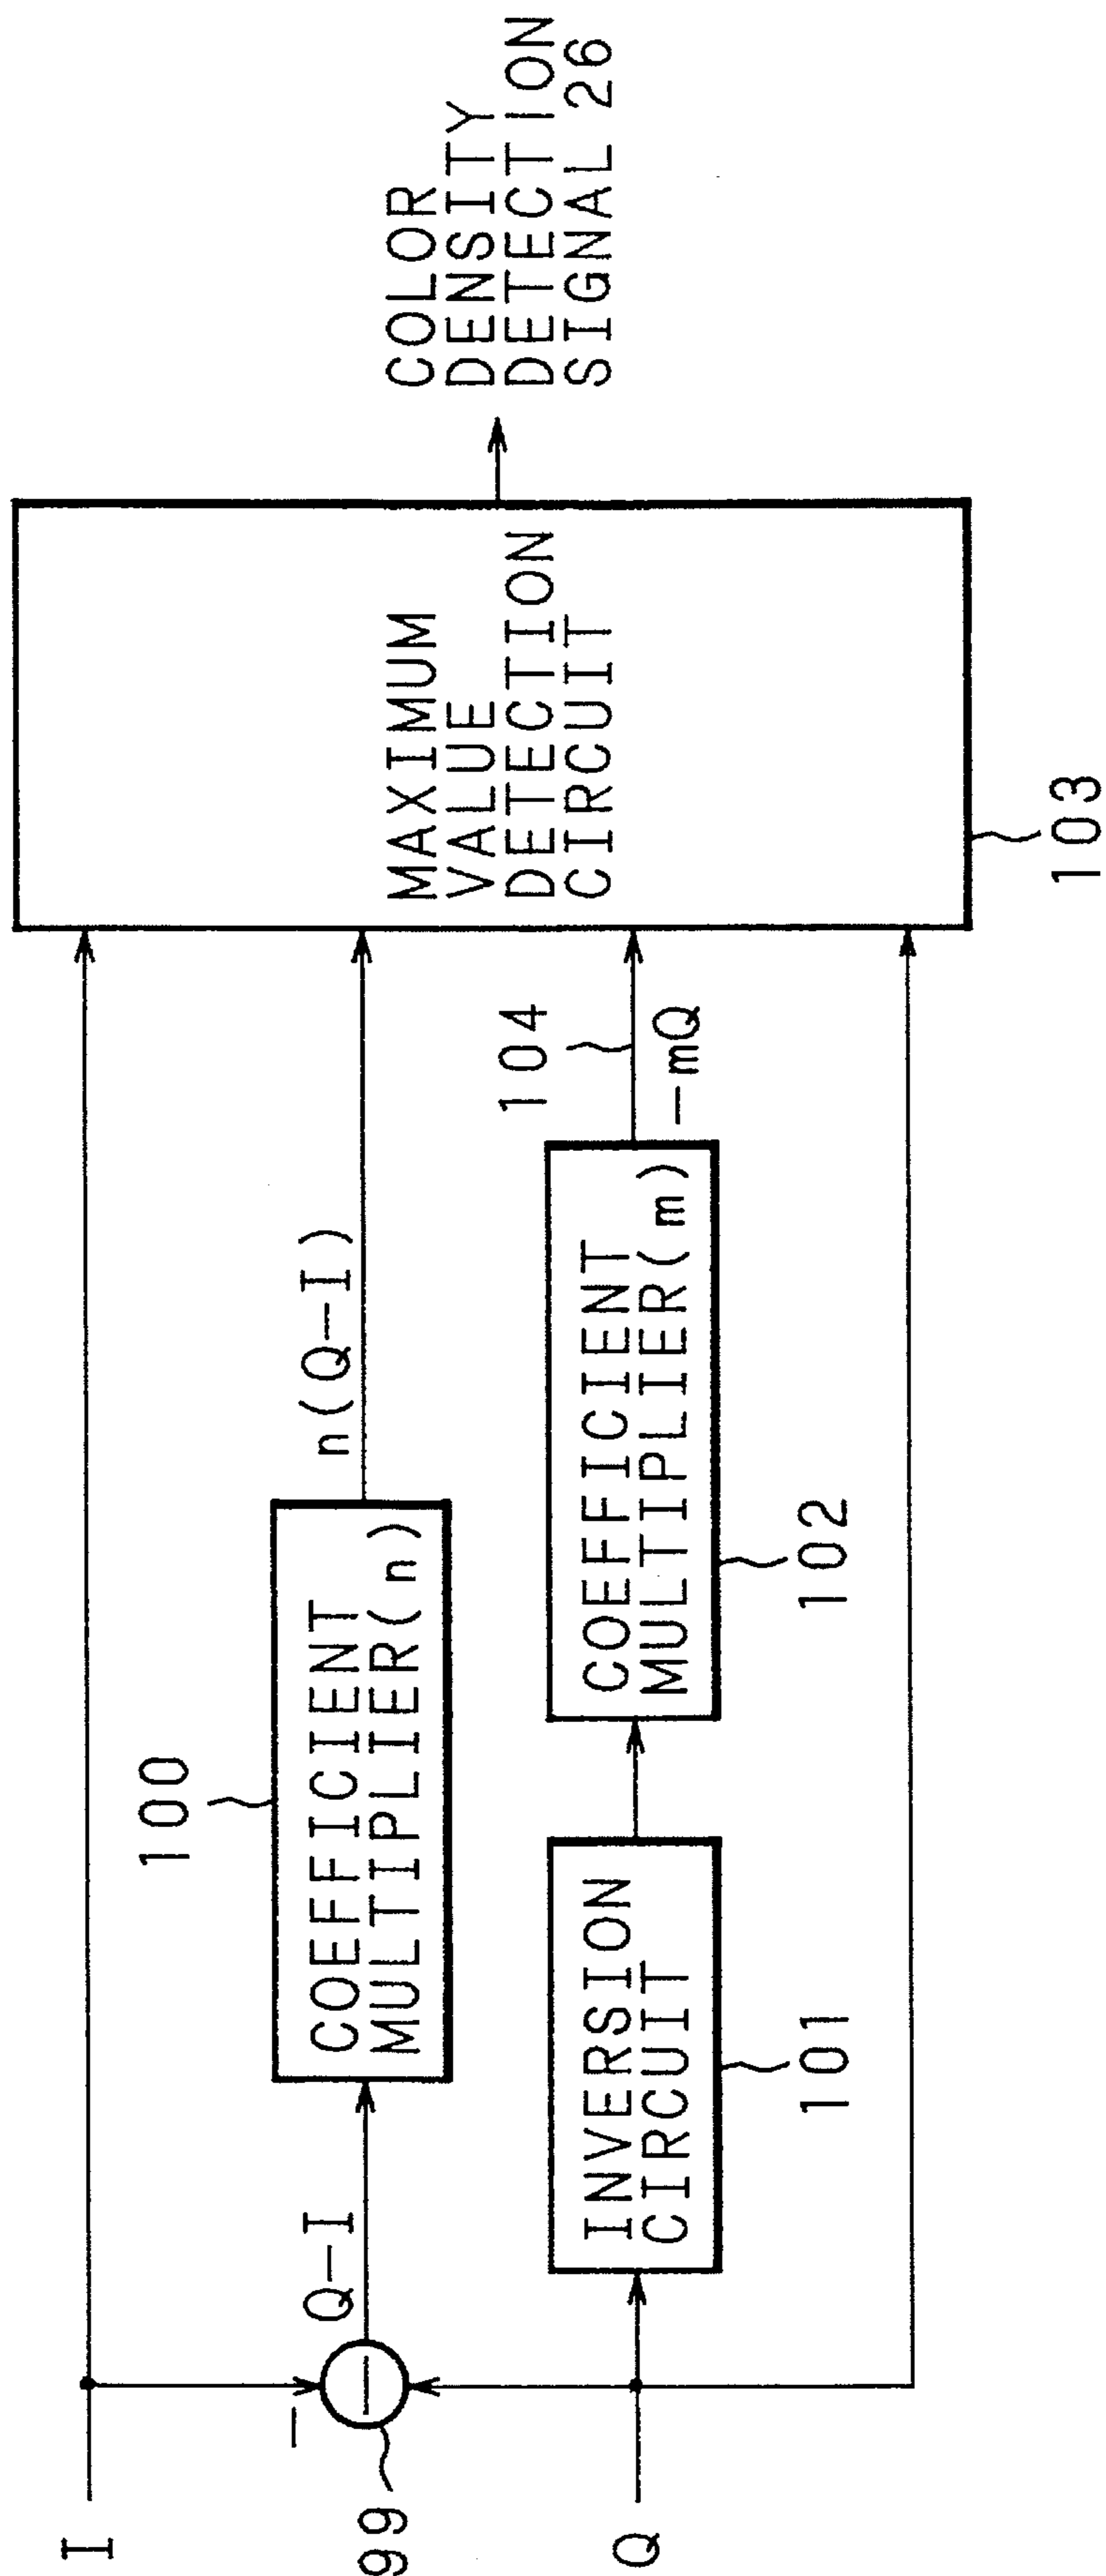 I
99
Q
Q-I
100
COEFFICIENT
MULTIPLIER(n)
n(Q-I)
INVERSION
CIRCUIT
101
COEFFICIENT
MULTIPLIER(m)
102
104
-mQ
MAXIMUM
VALUE
DETECTION
CIRCUIT
103
COLOR
DENSITY
DETECTION
SIGNAL 26